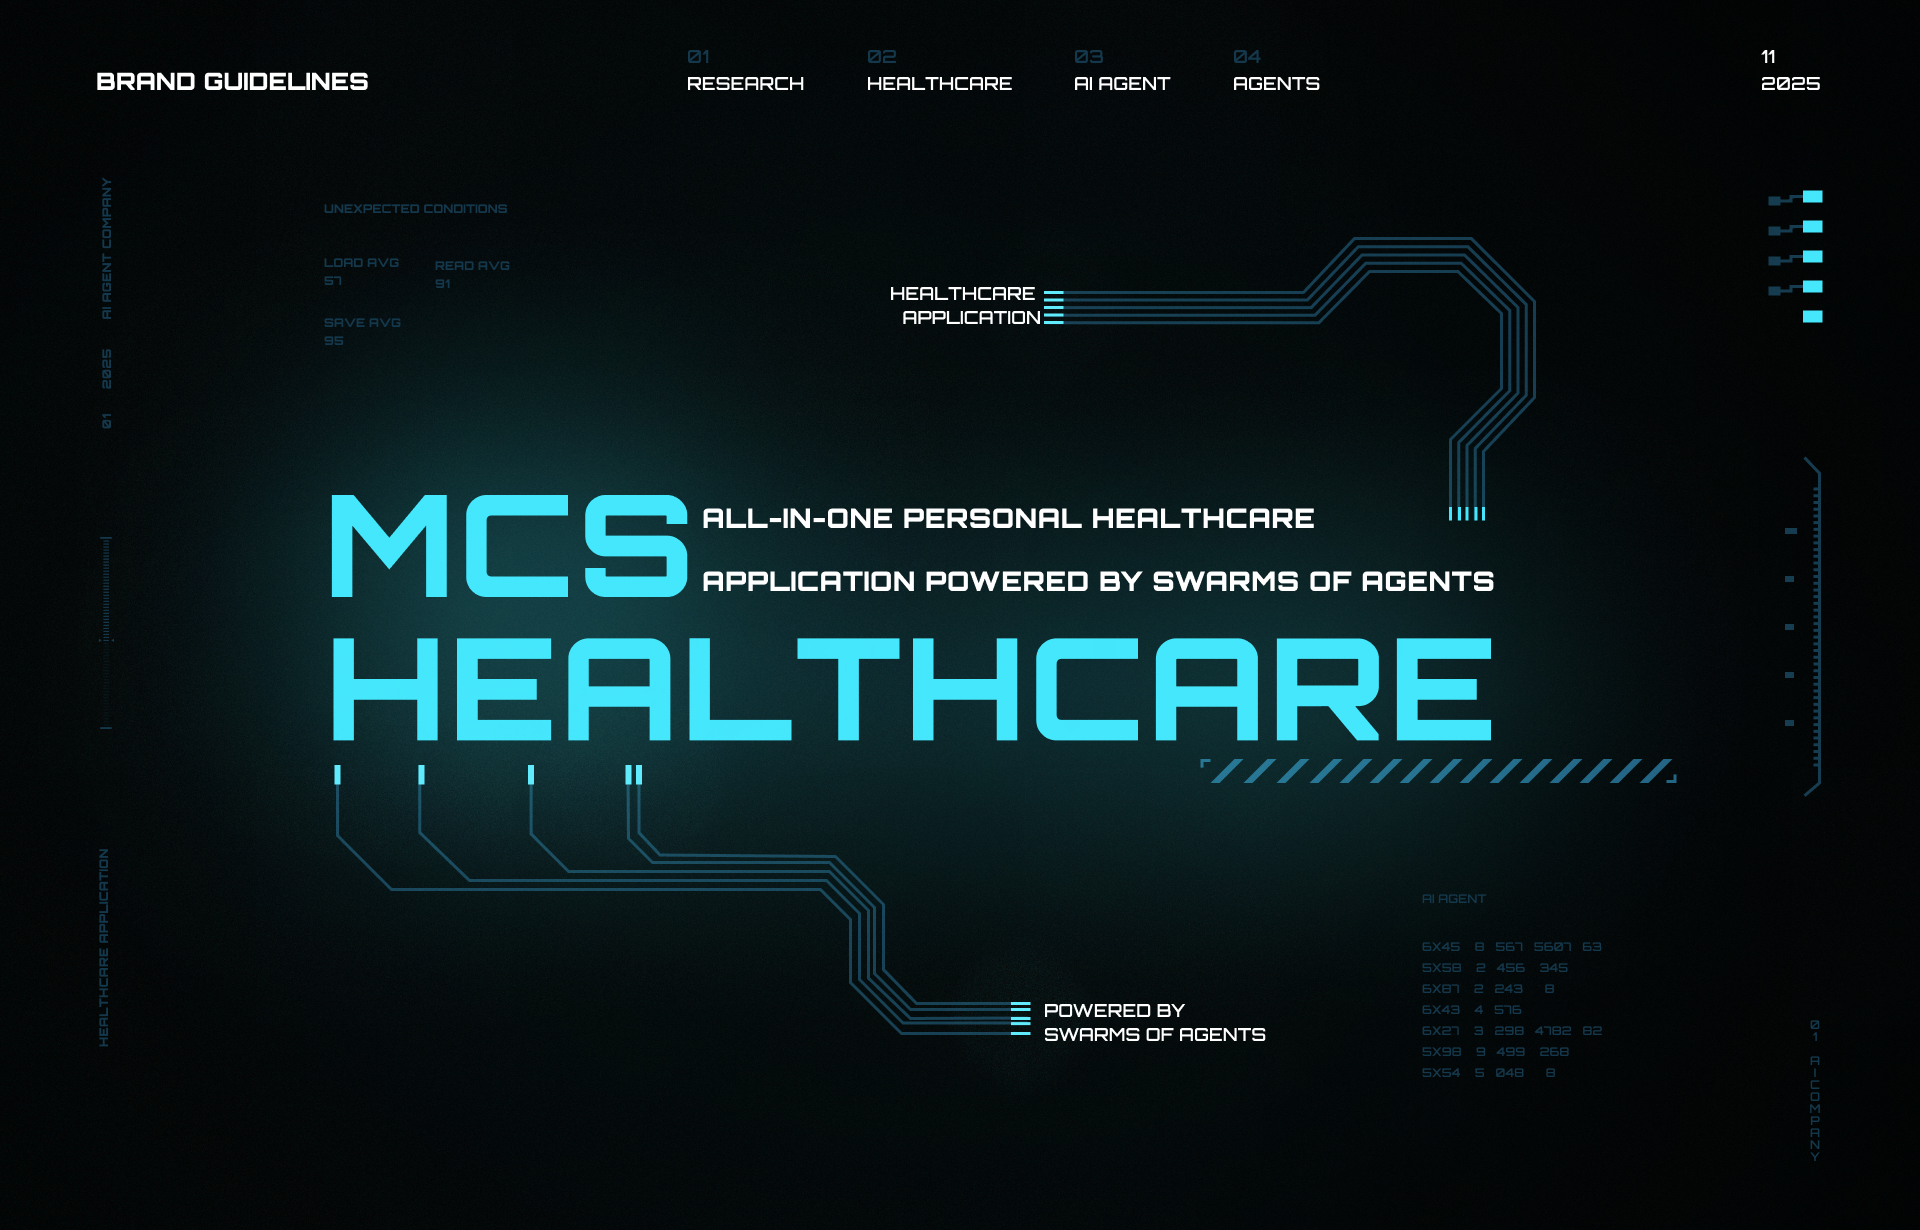 01
02
03
04
11
BRAND GUIDELINES
RESEARCH
HEALTHCARE
AI AGENT
AGENTS
2025
AI AGENT COMPANY
2025
01
UNEXPECTED CONDITIONS
LOAD AVG
57
READ AVG
91
SAVE AVG
95
HEALTHCARE
APPLICATION
MCS
ALL-IN-ONE PERSONAL HEALTHCARE
APPLICATION POWERED BY SWARMS OF AGENTS
HEALTHCARE
HEALTHCARE APPLICATION
POWERED BY
SWARMS OF AGENTS
AI AGENT
6X45 8 567 5607 63
5X58 2 456 345
6X87 2 243 8
6X43 4 576
6X27 3 298 4782 82
5X98 9 499 268
5X54 5 048 8
01 AICOMPANY